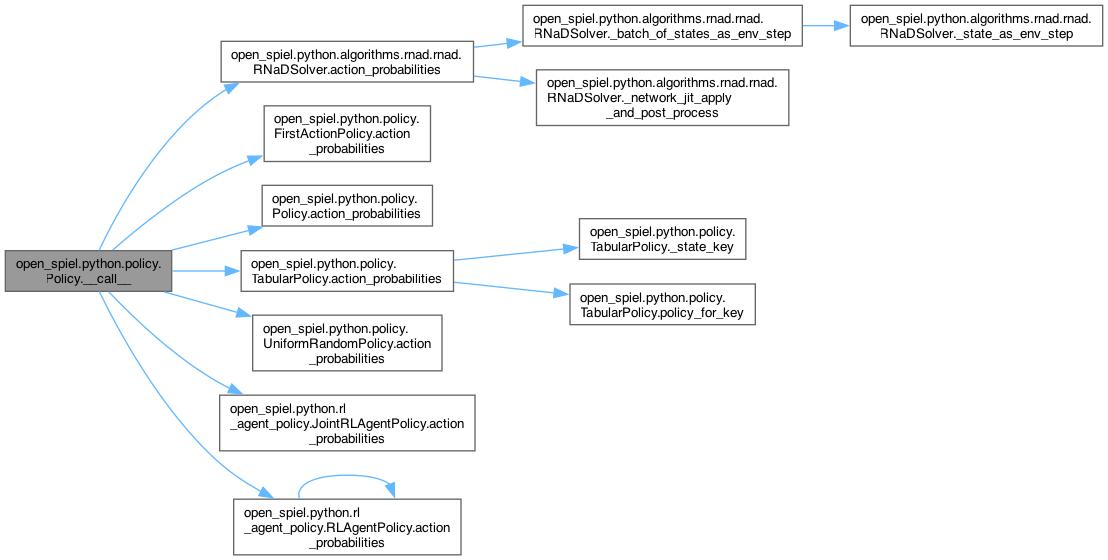 open_spiel.python.policy.
Policy.__call__
open_spiel.python.algorithms.rnad.rnad.
RNaDSolver.action_probabilities
open_spiel.python.algorithms.rnad.rnad.
RNaDSolver._batch_of_states_as_env_step
open_spiel.python.algorithms.rnad.rnad.
RNaDSolver._state_as_env_step
open_spiel.python.algorithms.rnad.rnad.
RNaDSolver._network_jit_apply
_and_post_process
open_spiel.python.policy.
FirstActionPolicy.action
_probabilities
open_spiel.python.policy.
Policy.action_probabilities
open_spiel.python.policy.
TabularPolicy.action_probabilities
open_spiel.python.policy.
TabularPolicy._state_key
open_spiel.python.policy.
TabularPolicy.policy_for_key
open_spiel.python.policy.
UniformRandomPolicy.action
_probabilities
open_spiel.python.rl
_agent_policy.JointRLAgentPolicy.action
_probabilities
open_spiel.python.rl
_agent_policy.RLAgentPolicy.action
_probabilities